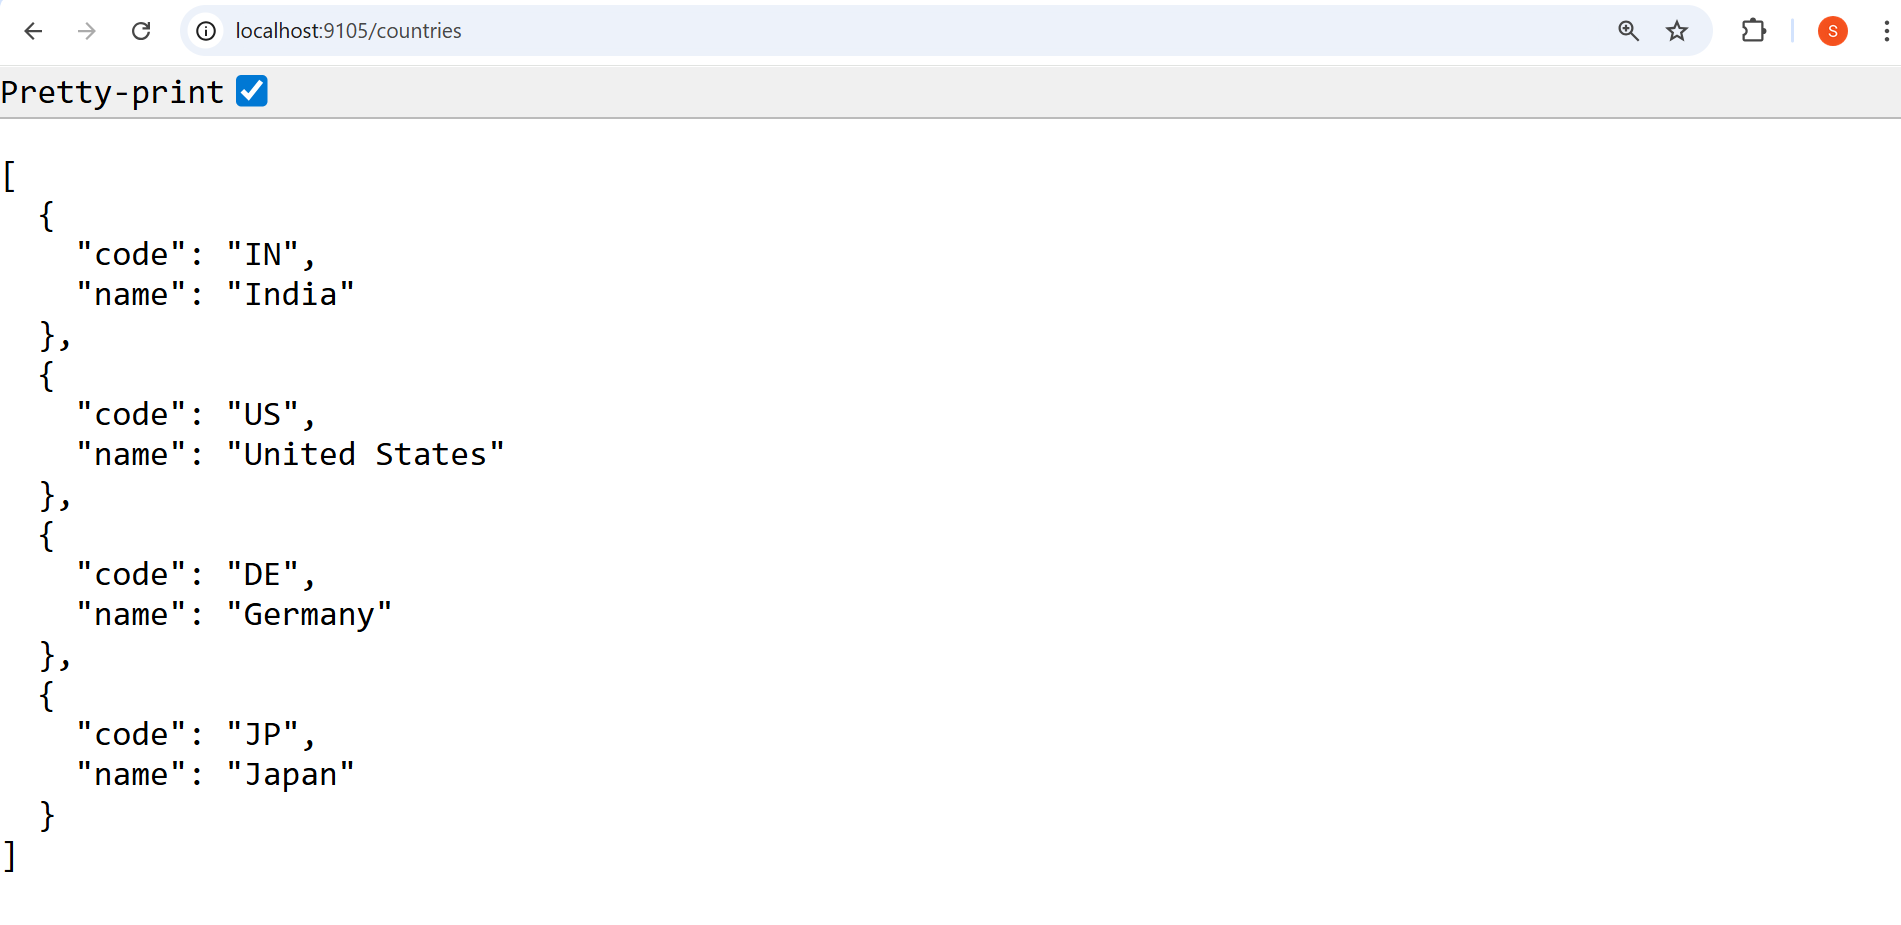 localhost:9105/countries
S
Pretty-print
[
  {
    "code": "IN",
    "name": "India"
  },
  {
    "code": "US",
    "name": "United States"
  },
  {
    "code": "DE",
    "name": "Germany"
  },
  {
    "code": "JP",
    "name": "Japan"
  }
]